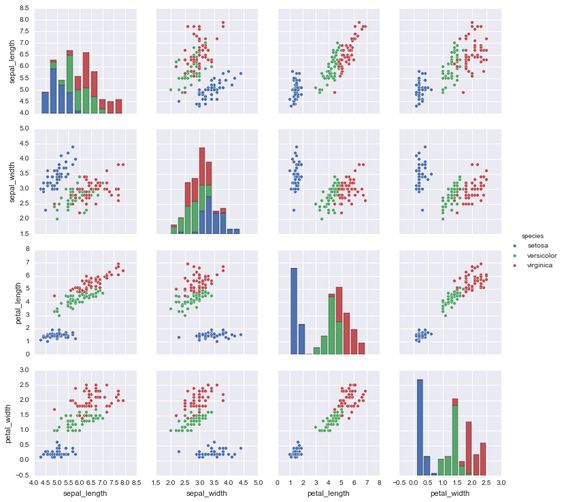 8.5
8.0
7.5
7.0
6.5
6.0
5.5
5.0
4.5
4.0
sepal_length
5.0
4.5
4.0
3.5
3.0
2.5
2.0
1.5
sepal_width
8
7
6
5
4
3
2
1
0
petal_length
3.0
2.5
2.0
1.5
1.0
0.5
0.0
−0.5
petal_width
4.0 4.5 5.0 5.5 6.0 6.5 7.0 7.5 8.0 8.5
sepal_length
1.5 2.0 2.5 3.0 3.5 4.0 4.5 5.0
sepal_width
0 1 2 3 4 5 6 7 8
petal_length
−0.5 0.0 0.5 1.0 1.5 2.0 2.5 3.0
petal_width
species
setosa
versicolor
virginica